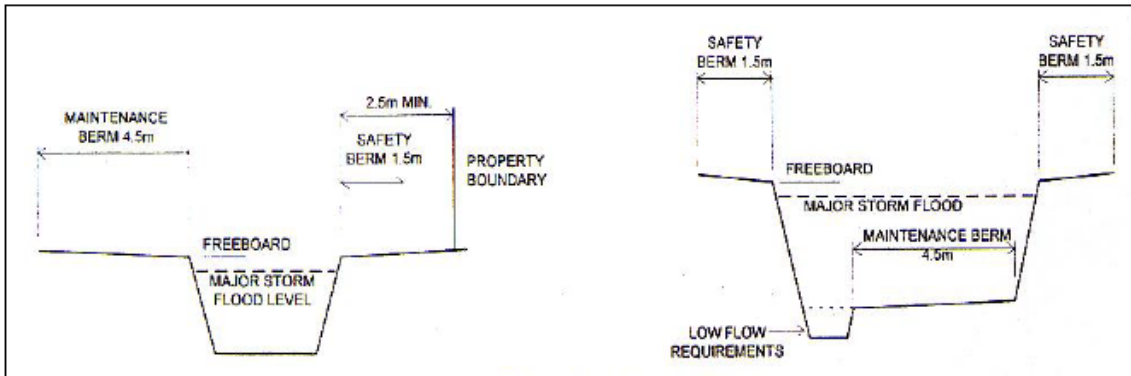 MAINTENANCE
BERM 4.5m
2.5m MIN.
SAFETY
BERM 1.5m
PROPERTY
BOUNDARY
FREEBOARD
MAJOR STORM
FLOOD LEVEL
SAFETY
BERM 1.5m
SAFETY
BERM 1.5m
FREEBOARD
MAJOR STORM FLOOD
MAINTENANCE BERM
4.5m
LOW FLOW
REQUIREMENTS